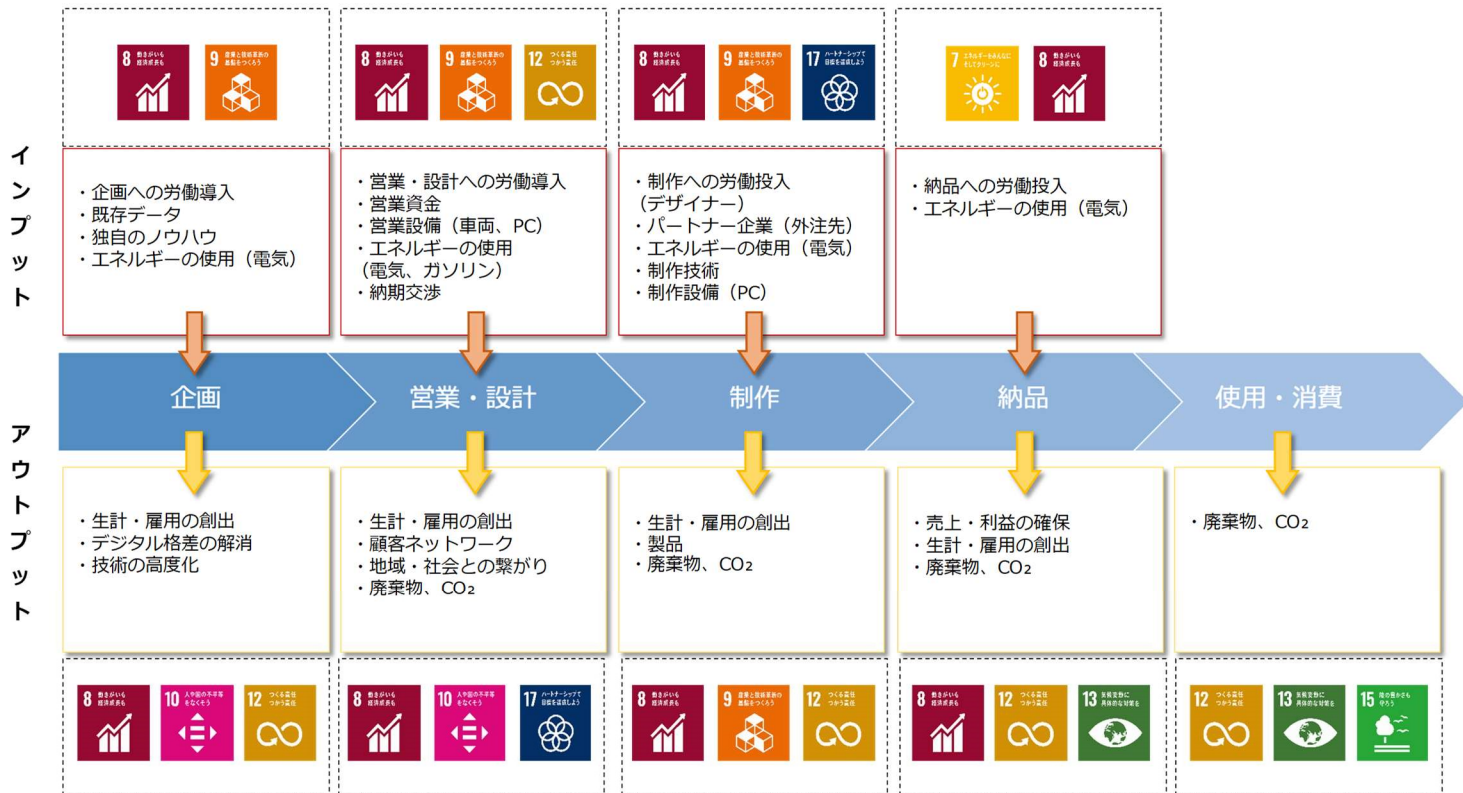 8 働きがいも
経済成長も
9 産業と技術革新の
基盤をつくろう
8 働きがいも
経済成長も
9 産業と技術革新の
基盤をつくろう
12 つくる責任
つかう責任
8 働きがいも
経済成長も
9 産業と技術革新の
基盤をつくろう
17 パートナーシップで
目標を達成しよう
7 エネルギーをみんなに
そしてクリーンに
8 働きがいも
経済成長も
インプット
・企画への労働導入
・既存データ
・独自のノウハウ
・エネルギーの使用（電気）
・営業・設計への労働導入
・営業資金
・営業設備（車両、PC）
・エネルギーの使用
（電気、ガソリン）
・納期交渉
・制作への労働投入
（デザイナー）
・パートナー企業（外注先）
・エネルギーの使用（電気）
・制作技術
・制作設備（PC）
・納品への労働投入
・エネルギーの使用（電気）
企画
営業・設計
制作
納品
使用・消費
アウトプット
・生計・雇用の創出
・デジタル格差の解消
・技術の高度化
・生計・雇用の創出
・顧客ネットワーク
・地域・社会との繋がり
・廃棄物、CO₂
・生計・雇用の創出
・製品
・廃棄物、CO₂
・売上・利益の確保
・生計・雇用の創出
・廃棄物、CO₂
・廃棄物、CO₂
8 働きがいも
経済成長も
10 人や国の不平等
をなくそう
12 つくる責任
つかう責任
8 働きがいも
経済成長も
10 人や国の不平等
をなくそう
17 パートナーシップで
目標を達成しよう
8 働きがいも
経済成長も
9 産業と技術革新の
基盤をつくろう
12 つくる責任
つかう責任
8 働きがいも
経済成長も
12 つくる責任
つかう責任
13 気候変動に
具体的な対策を
12 つくる責任
つかう責任
13 気候変動に
具体的な対策を
15 陸の豊かさも
守ろう